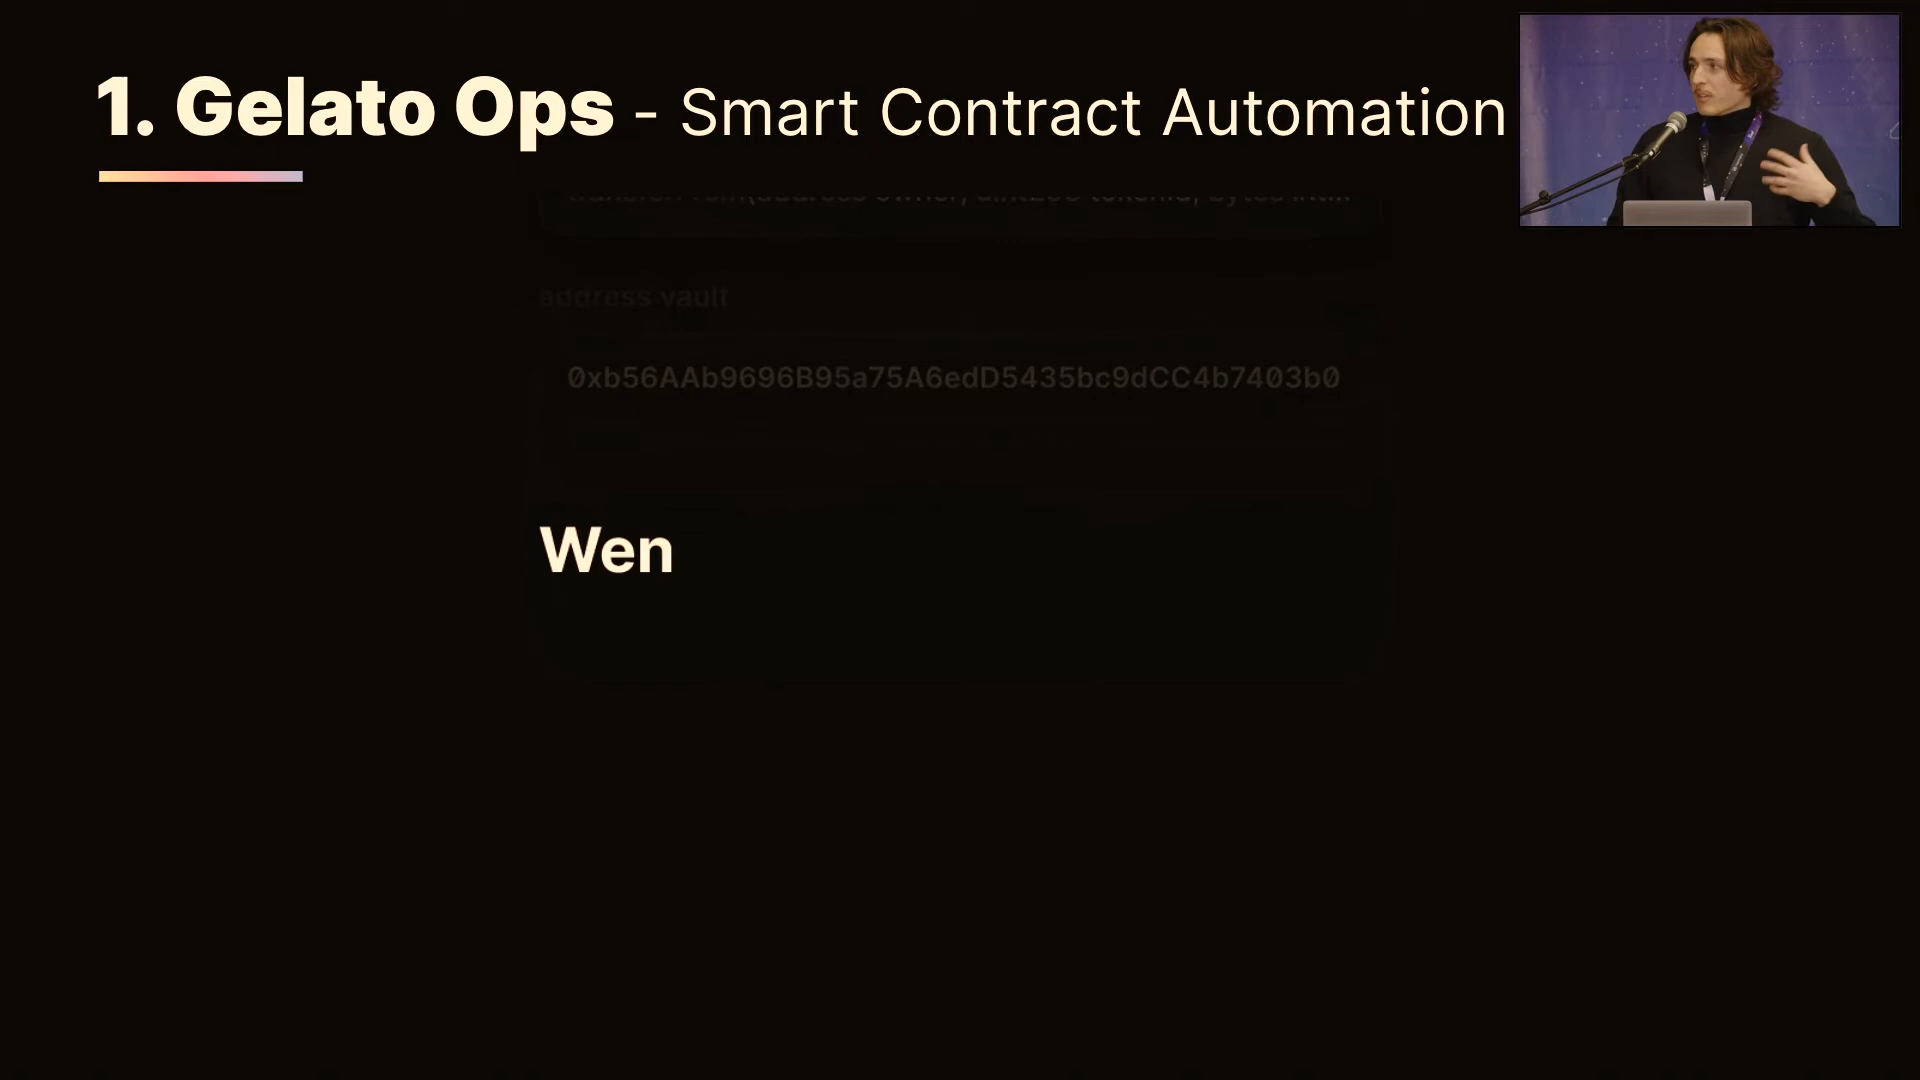 1. Gelato Ops - Smart Contract Automation
address vault
0xb56AAb9696B95a75A6edD5435bc9dCC4b7403b0
Wen